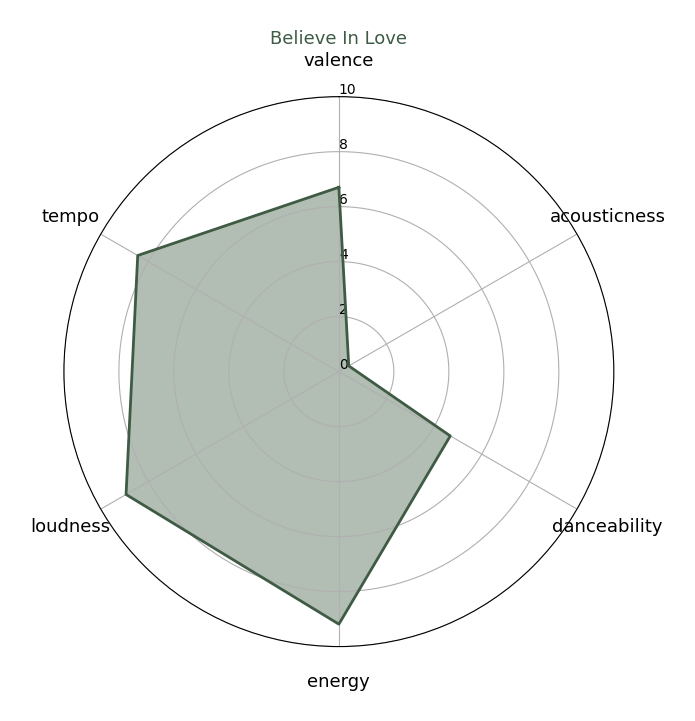 Believe In Love
valence
10
8
6
4
2
0
tempo
acousticness
loudness
danceability
energy